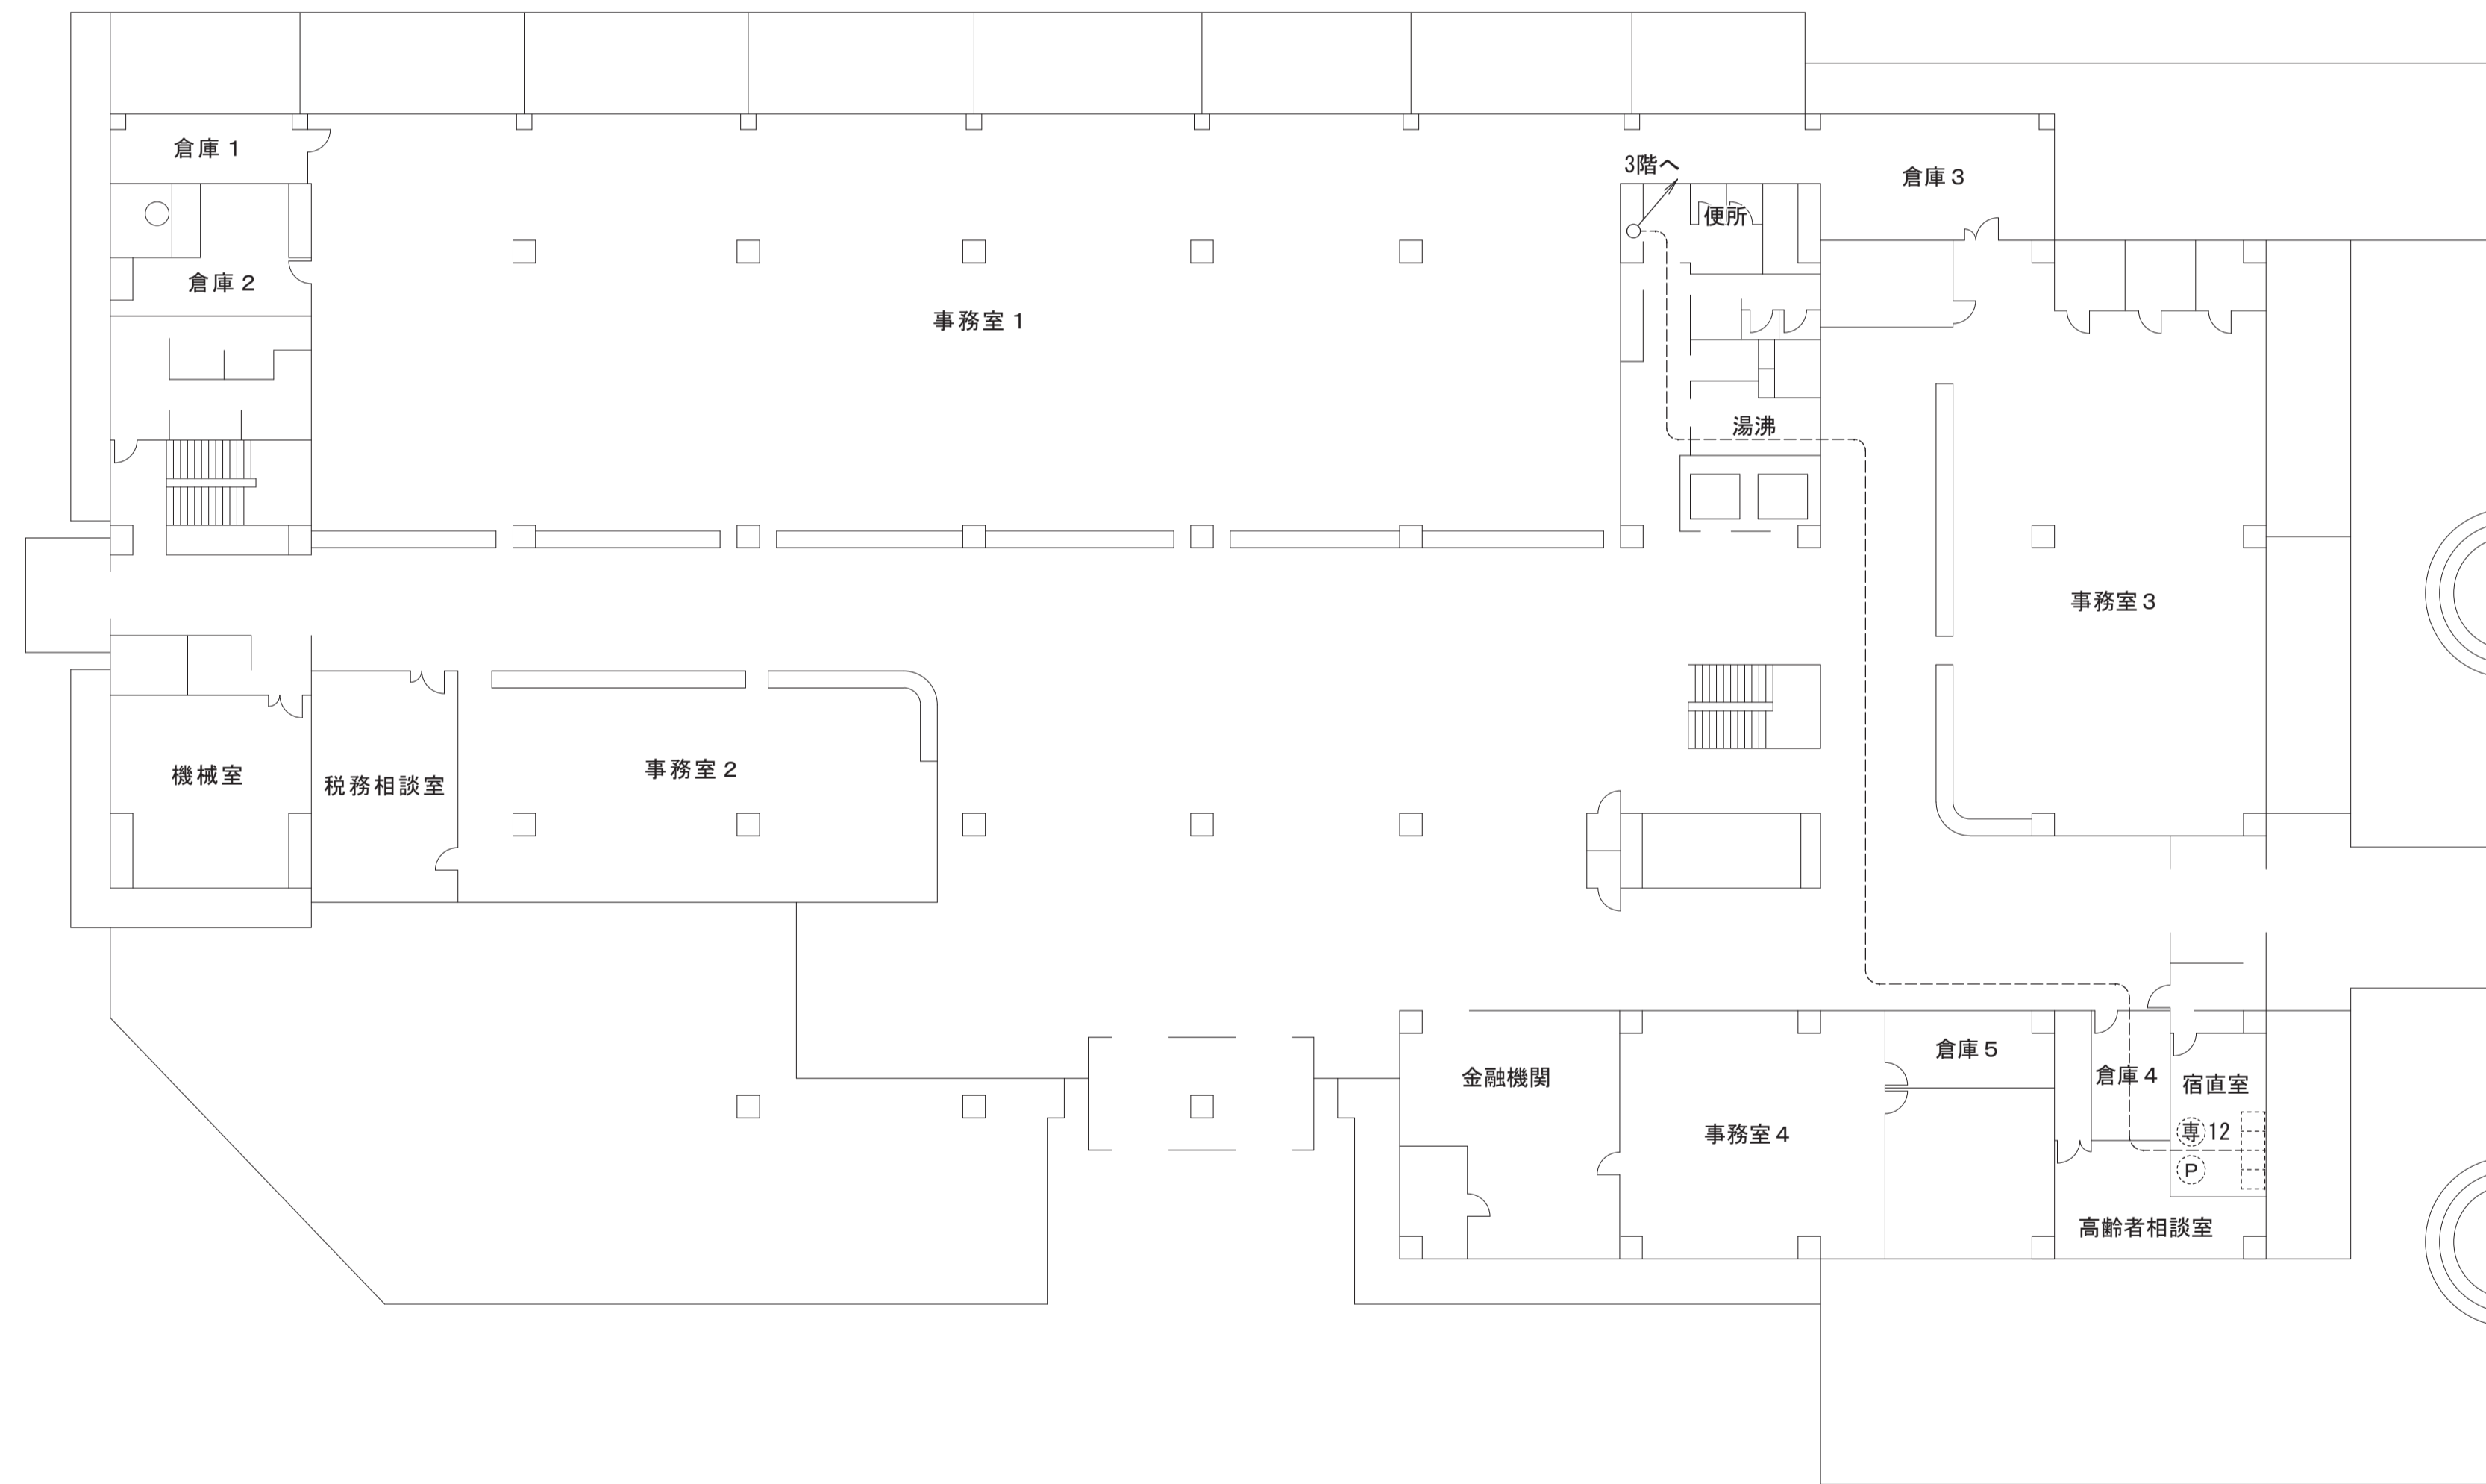 倉庫 1
3階へ
倉庫 3
便所
倉庫 2
事務室 1
湯沸
事務室 3
機械室
税務相談室
事務室 2
倉庫 5
金融機関
倉庫 4
宿直室
事務室 4
専 12
P
高齢者相談室